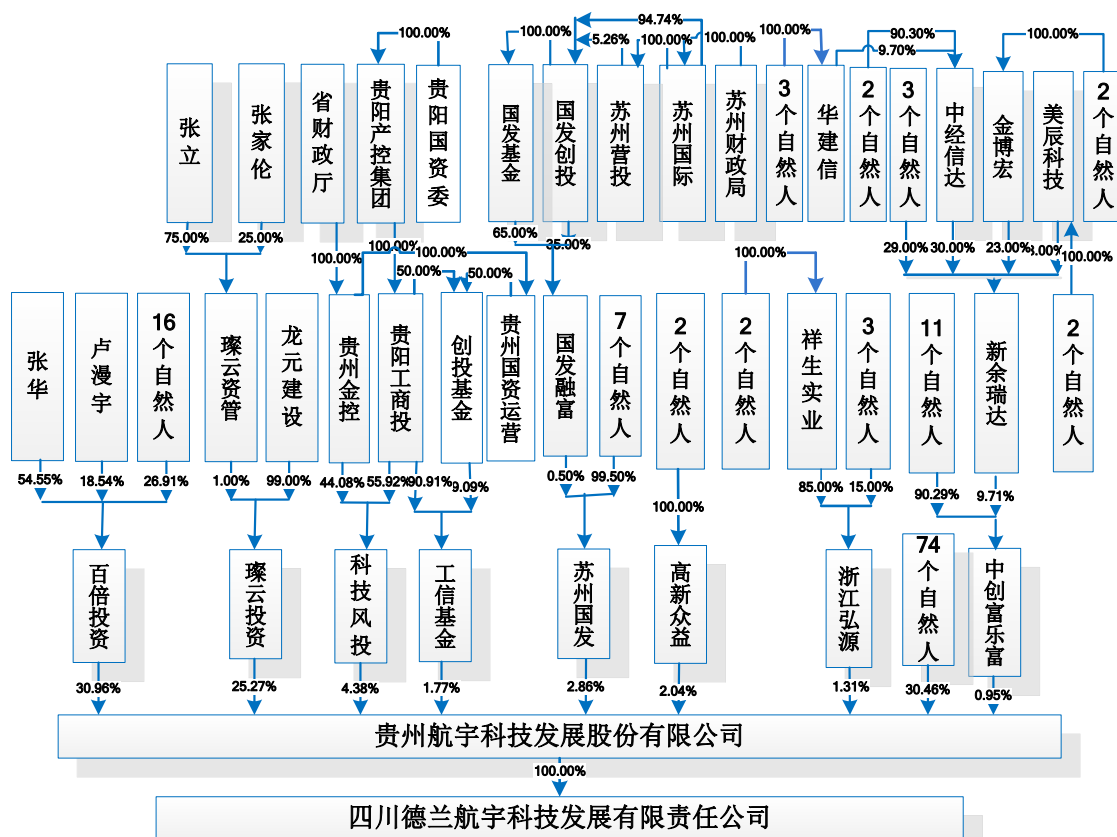 94.74%
100.00%
100.00%
5.26%
100.00%
100.00%
100.00%
90.30%
9.70%
100.00%
张立
张家伦
省财政厅
贵阳产控集团
贵阳国资委
国发基金
国发创投
苏州营投
苏州国际
苏州财政局
3个自然人
华建信
2个自然人
3个自然人
中经信达
金博宏
美辰科技
2个自然人
75.00%
25.00%
100.00%
100.00%
100.00%
50.00%
50.00%
65.00%
35.00%
100.00%
29.00%
30.00%
23.00%
.00%
100.00%
张华
卢漫宇
16个自然人
璨云资管
龙元建设
贵州金控
贵阳工商投
创投基金
贵州国资运营
国发融富
7个自然人
2个自然人
2个自然人
祥生实业
3个自然人
11个自然人
新余瑞达
2个自然人
54.55%
18.54%
26.91%
1.00%
99.00%
44.08%
55.92%
90.91%
9.09%
0.50%
99.50%
100.00%
85.00%
15.00%
90.29%
9.71%
百倍投资
璨云投资
科技风投
工信基金
苏州国发
高新众益
浙江弘源
74个自然人
中创富乐富
30.96%
25.27%
4.38%
1.77%
2.86%
2.04%
1.31%
30.46%
0.95%
贵州航宇科技发展股份有限公司
100.00%
四川德兰航宇科技发展有限责任公司